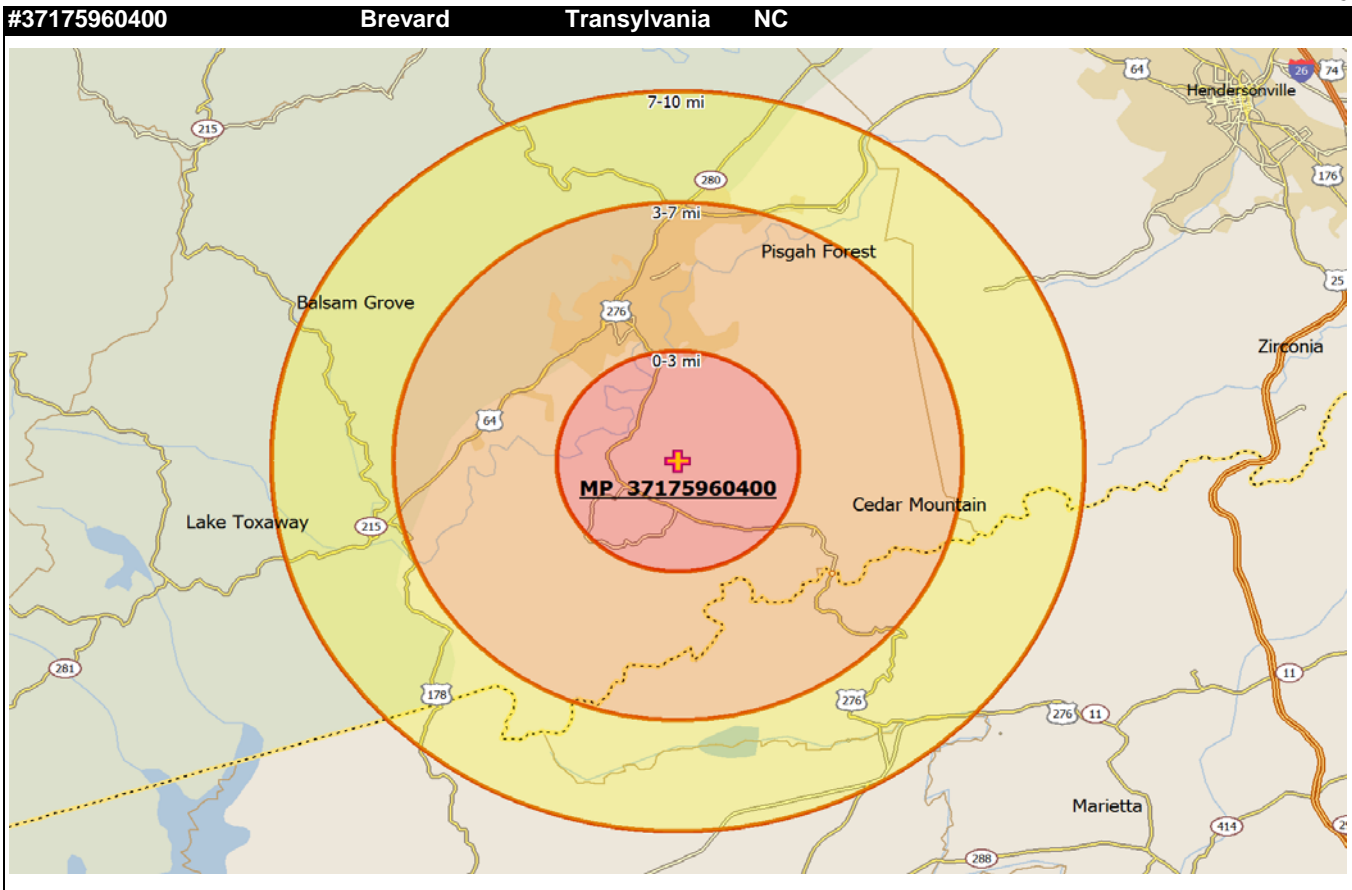 #37175960400 Brevard Transylvania NC
7-10 mi
64
26
74
Hendersonville
215
280
176
3-7 mi
Pisgah Forest
25
Balsam Grove
276
Zirconia
0-3 mi
64
MP 37175960400
Cedar Mountain
Lake Toxaway
215
281
11
178
276
276
11
Marietta
414
288